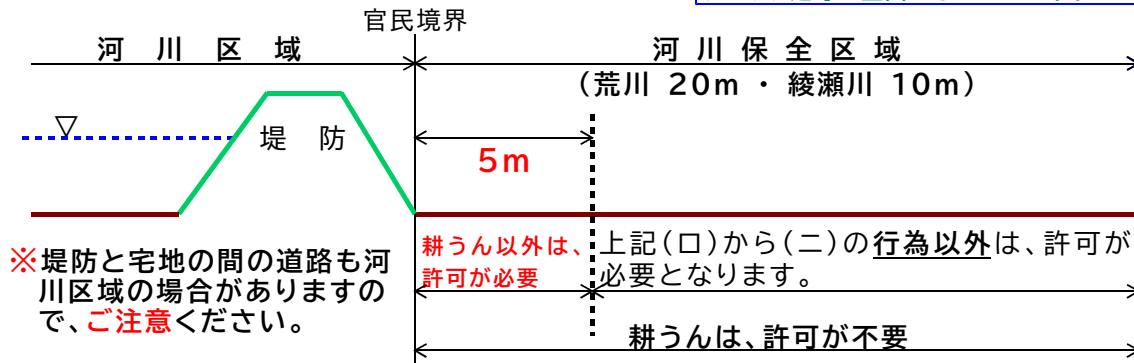 官民境界
河川区域
河川保全区域
（荒川 20m ・ 綾瀬川 10m）
▽
堤 防
5m
耕うん以外は、
許可が必要
上記（ロ）から（ニ）の行為以外は、許可が
必要となります。
※堤防と宅地の間の道路も河
川区域の場合がありますの
で、ご注意ください。
耕うんは、許可が不要